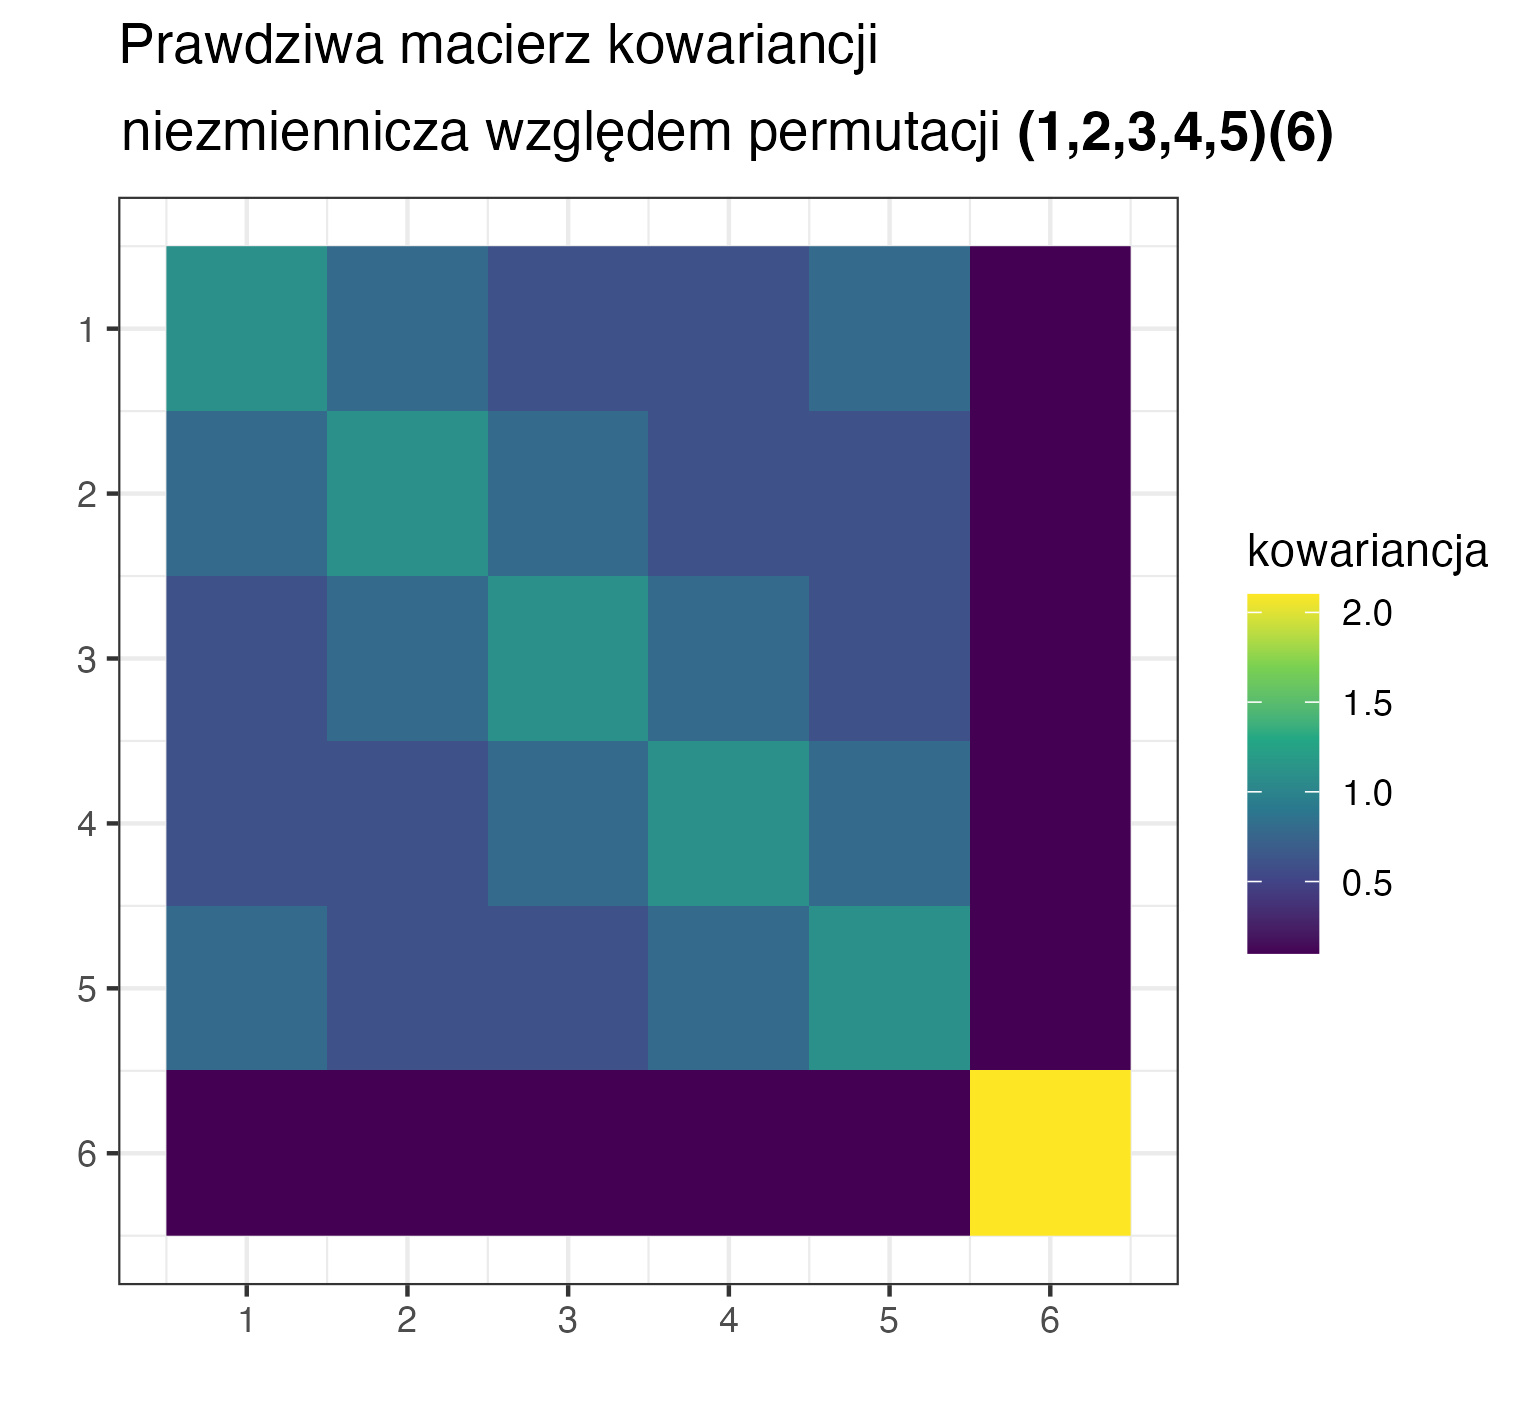 Prawdziwa macierz kowariancji
niezmiennicza względem permutacji (1,2,3,4,5)(6)
1
2
3
4
5
6
1 2 3 4 5 6
kowariancja
2.0
1.5
1.0
0.5